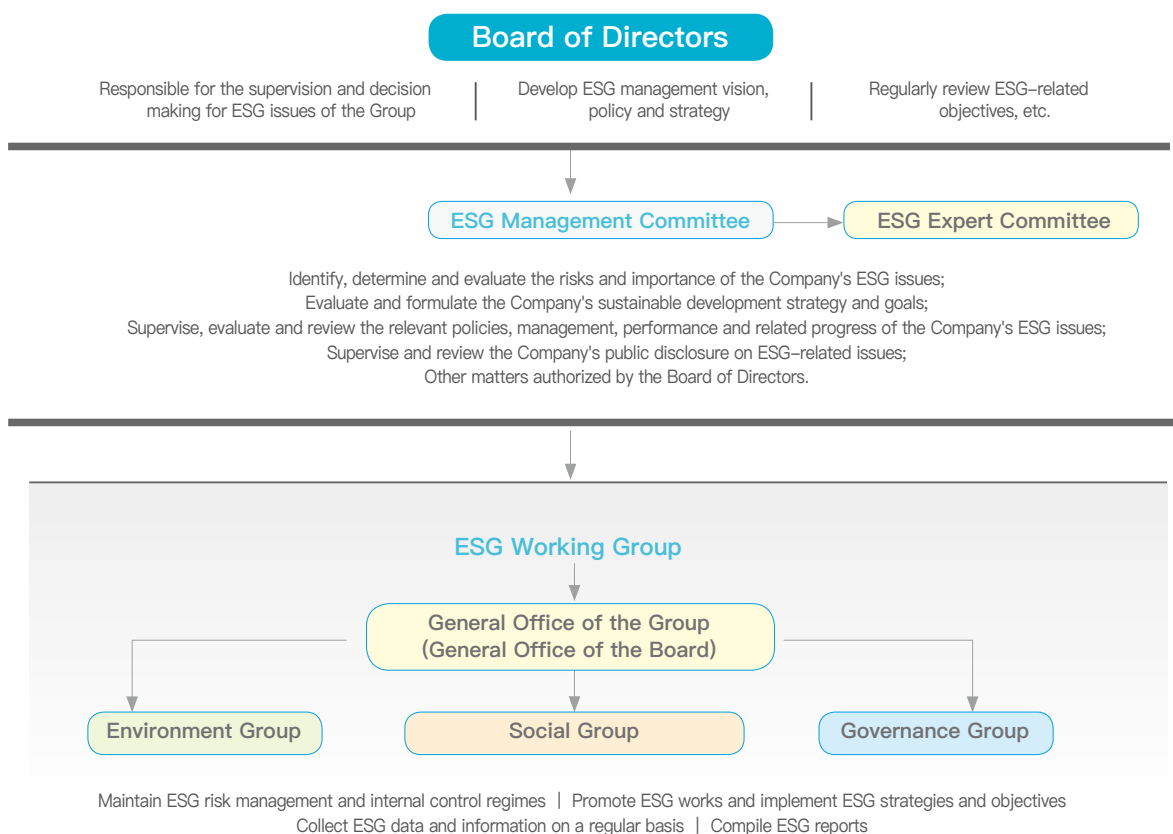 Board of Directors
Responsible for the supervision and decision making for ESG issues of the Group
Develop ESG management vision, policy and strategy
Regularly review ESG-related objectives, etc.
ESG Management Committee
ESG Expert Committee
Identify, determine and evaluate the risks and importance of the Company's ESG issues;
Evaluate and formulate the Company's sustainable development strategy and goals;
Supervise, evaluate and review the relevant policies, management, performance and related progress of the Company's ESG issues;
Supervise and review the Company's public disclosure on ESG-related issues;
Other matters authorized by the Board of Directors.
ESG Working Group
General Office of the Group
(General Office of the Board)
Environment Group
Social Group
Governance Group
Maintain ESG risk management and internal control regimes | Promote ESG works and implement ESG strategies and objectives
Collect ESG data and information on a regular basis | Compile ESG reports